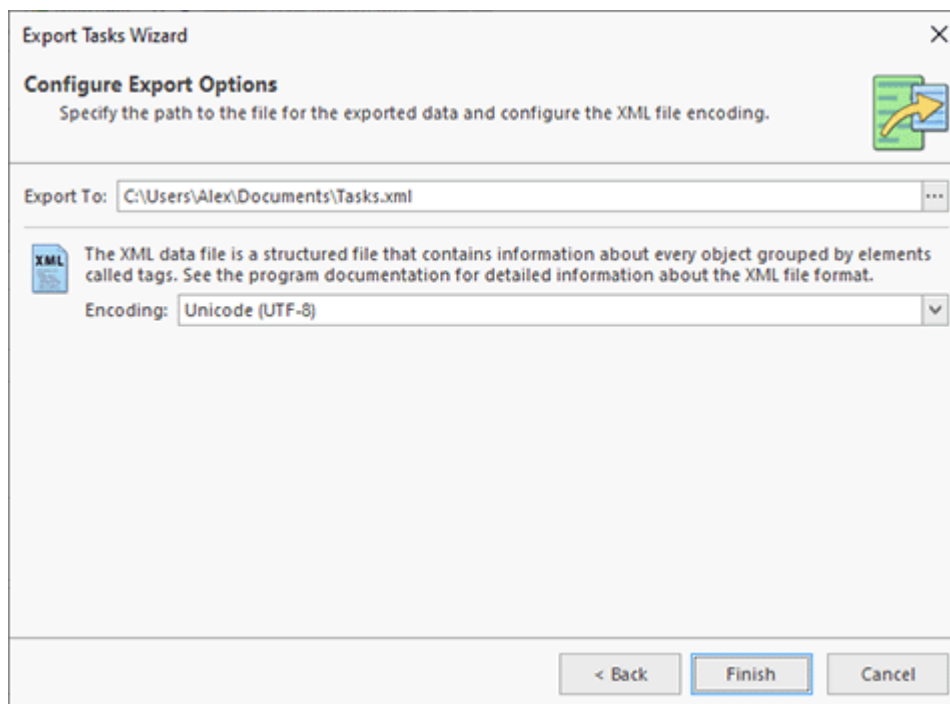 Export Tasks Wizard
Configure Export Options
Specify the path to the file for the exported data and configure the XML file encoding.
Export To: C:\Users\Alex\Documents\Tasks.xml ...
XML
The XML data file is a structured file that contains information about every object grouped by elements
called tags. See the program documentation for detailed information about the XML file format.
Encoding: Unicode (UTF-8)
< Back Finish Cancel